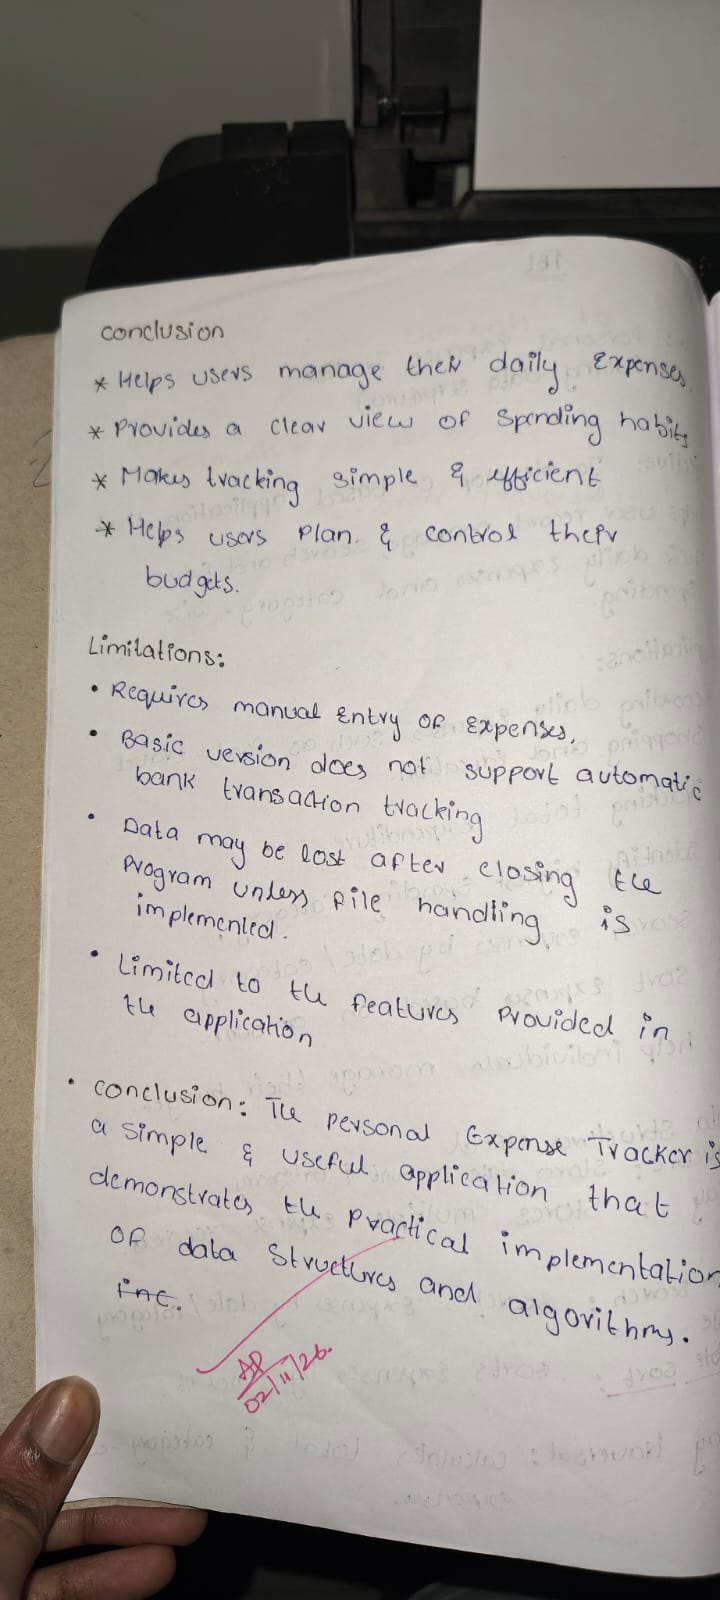 conclusion
* Helps users manage their daily Expenses
* Provides a clear view of Spending habits
* Makes tracking simple & efficient
* Helps users Plan & control their
budgets.
Limitations:
• Requires manual Entry of Expenses.
• Basic version does not support automatic
bank transaction tracking
• Data may be lost after closing the
Program unless file handling is
implemented.
• Limited to the features Provided in
the application
• conclusion: The personal Expense Tracker is
a simple & useful application that
demonstrates the practical implementation
of data Structures and algorithms.
inc.
AP
02/11/26.